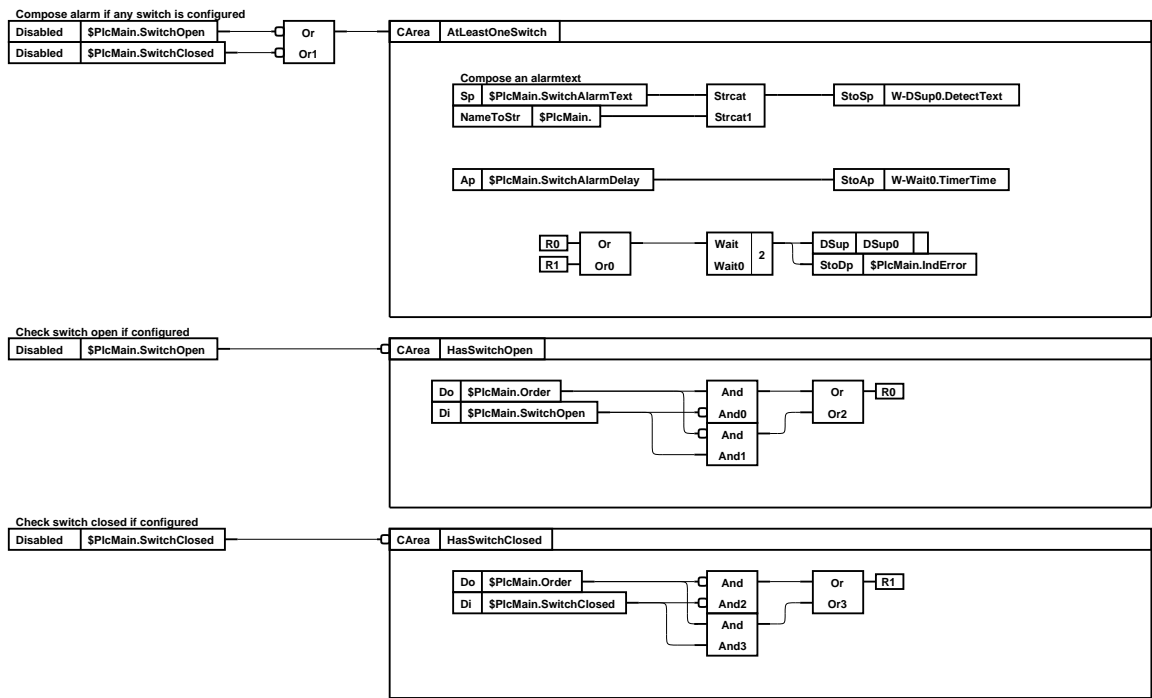 Compose alarm if any switch is configured
Disabled $PlcMain.SwitchOpen Or CArea AtLeastOneSwitch
Disabled $PlcMain.SwitchClosed Or1
Compose an alarmtext
Sp $PlcMain.SwitchAlarmText Strcat StoSp W-DSup0.DetectText
NameToStr $PlcMain. Strcat1
Ap $PlcMain.SwitchAlarmDelay StoAp W-Wait0.TimerTime
R0 Or Wait 2 DSup DSup0
R1 Or0 Wait0 StoDp $PlcMain.IndError
Check switch open if configured
Disabled $PlcMain.SwitchOpen CArea HasSwitchOpen
Do $PlcMain.Order And Or R0
Di $PlcMain.SwitchOpen And0 Or2
And
And1
Check switch closed if configured
Disabled $PlcMain.SwitchClosed CArea HasSwitchClosed
Do $PlcMain.Order And Or R1
Di $PlcMain.SwitchClosed And2 Or3
And
And3